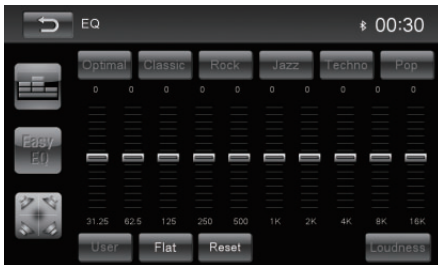 EQ 00:30
Optimal Classic Rock Jazz Techno Pop
0 0 0 0 0 0 0 0 0 0
Easy
EQ
31.25 62.5 125 250 500 1K 2K 4K 8K 16K
User Flat Reset Loudness